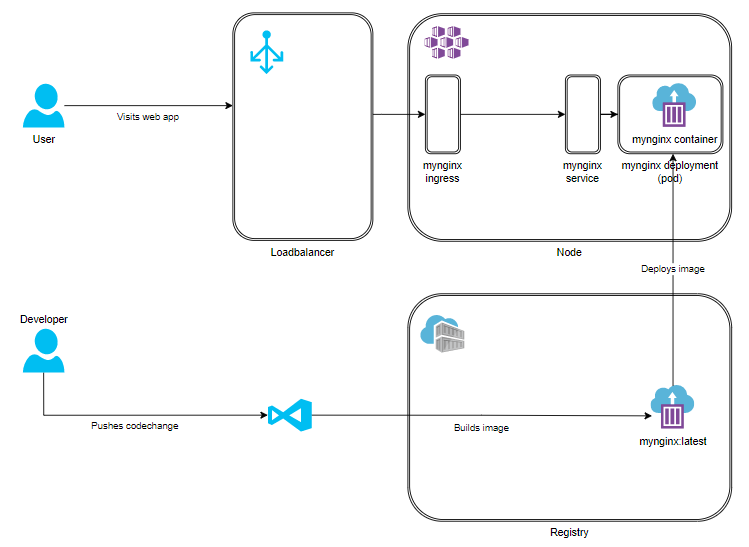 User
Visits web app
Loadbalancer
mynginx
ingress
mynginx
service
mynginx container
mynginx deployment
(pod)
Node
Deploys image
Developer
Pushes codechange
Builds image
mynginx:latest
Registry